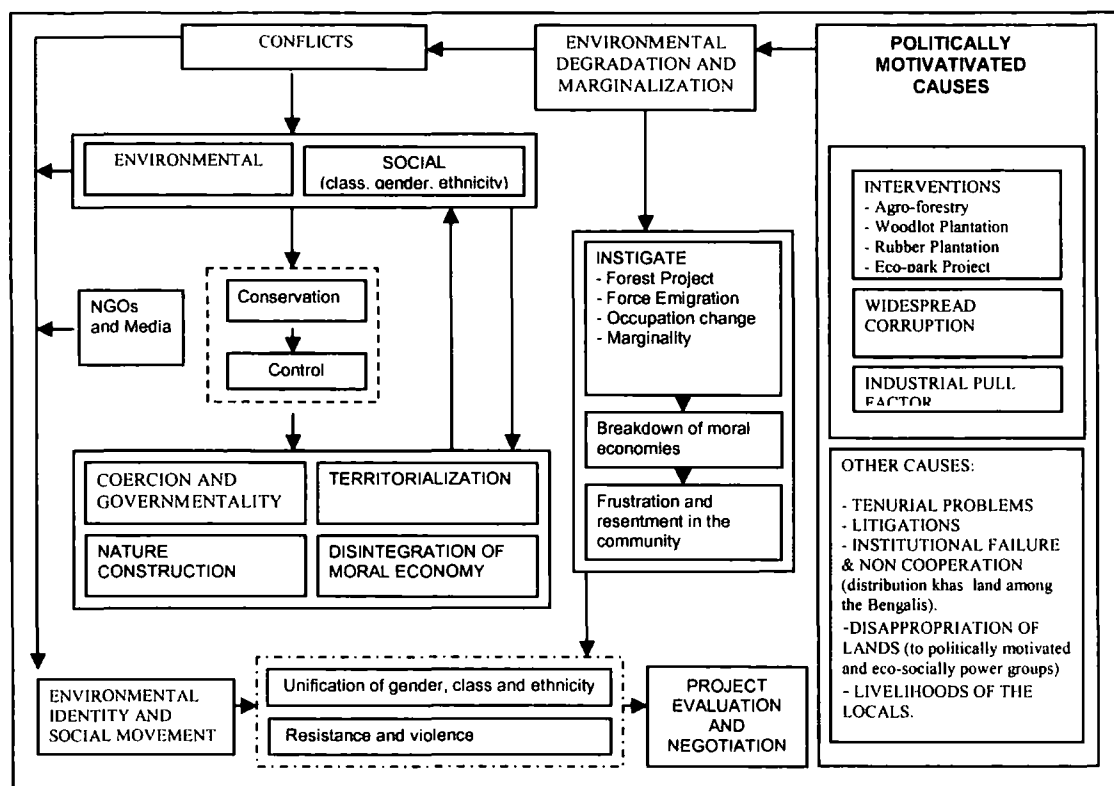 CONFLICTS
ENVIRONMENTAL
DEGRADATION AND
MARGINALIZATION
POLITICALLY
MOTIVATIVATED
CAUSES
ENVIRONMENTAL
SOCIAL
(class, gender, ethnicity)
INTERVENTIONS
- Agro-forestry
- Woodlot Plantation
- Rubber Plantation
- Eco-park Project
WIDESPREAD
CORRUPTION
INDUSTRIAL PULL
FACTOR
NGOs
and Media
Conservation
Control
INSTIGATE
- Forest Project
- Force Emigration
- Occupation change
- Marginality
Breakdown of moral
economies
Frustration and
resentment in the
community
COERCION AND
GOVERNMENTALITY
TERRITORIALIZATION
NATURE
CONSTRUCTION
DISINTEGRATION OF
MORAL ECONOMY
OTHER CAUSES:
- TENURIAL PROBLEMS
- LITIGATIONS
- INSTITUTIONAL FAILURE
& NON COOPERATION
(distribution khas land among
the Bengalis).
-DISAPPROPRIATION OF
LANDS (to politically motivated
and eco-socially power groups)
- LIVELIHOODS OF THE
LOCALS.
ENVIRONMENTAL
IDENTITY AND
SOCIAL MOVEMENT
Unification of gender, class and ethnicity
Resistance and violence
PROJECT
EVALUATION
AND
NEGOTIATION